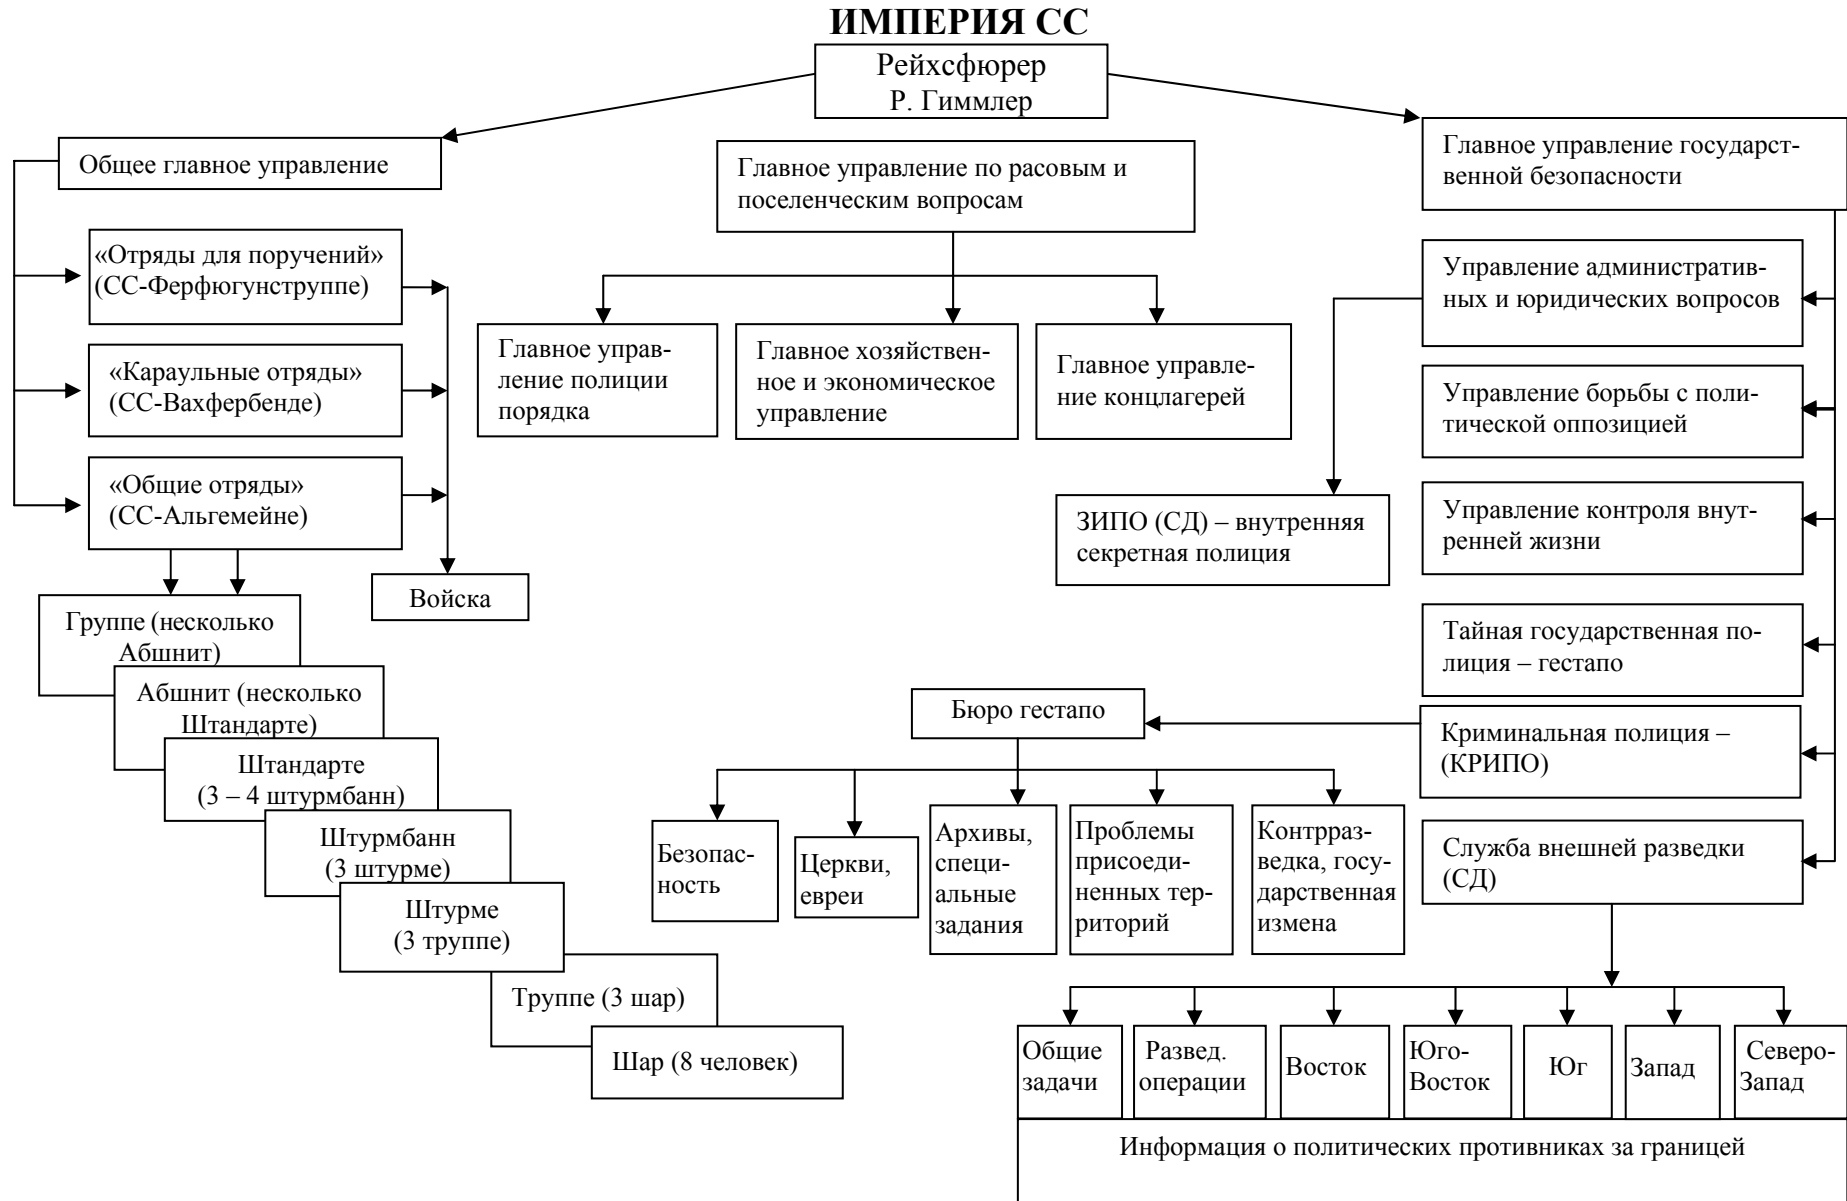 ИМПЕРИЯ СС
Рейхсфюрер
Р. Гиммлер
Общее главное управление
«Отряды для поручений»
(СС-Ферфюгунструппе)
«Караульные отряды»
(СС-Вахфербенде)
«Общие отряды»
(СС-Альгемейне)
Войска
Группе (несколько
Абшнит)
Абшнит (несколько
Штандарте)
Штандарте
(3 – 4 штурмбанн)
Штурмбанн
(3 штурме)
Штурме
(3 труппе)
Труппе (3 шар)
Шар (8 человек)
Главное управление по расовым и
поселенческим вопросам
Главное управ-
ление полиции
порядка
Главное хозяйствен-
ное и экономическое
управление
Главное управле-
ние концлагерей
Главное управление государст-
венной безопасности
Управление административ-
ных и юридических вопросов
Управление борьбы с поли-
тической оппозицией
Управление контроля внут-
ренней жизни
Тайная государственная по-
лиция – гестапо
Криминальная полиция –
(КРИПО)
Служба внешней разведки
(СД)
ЗИПО (СД) – внутренняя
секретная полиция
Бюро гестапо
Безопас-
ность
Церкви,
евреи
Архивы,
специ-
альные
задания
Проблемы
присоеди-
ненных тер-
риторий
Контрраз-
ведка, госу-
дарственная
измена
Общие
задачи
Развед.
операции
Восток
Юго-
Восток
Юг
Запад
Северо-
Запад
Информация о политических противниках за границей